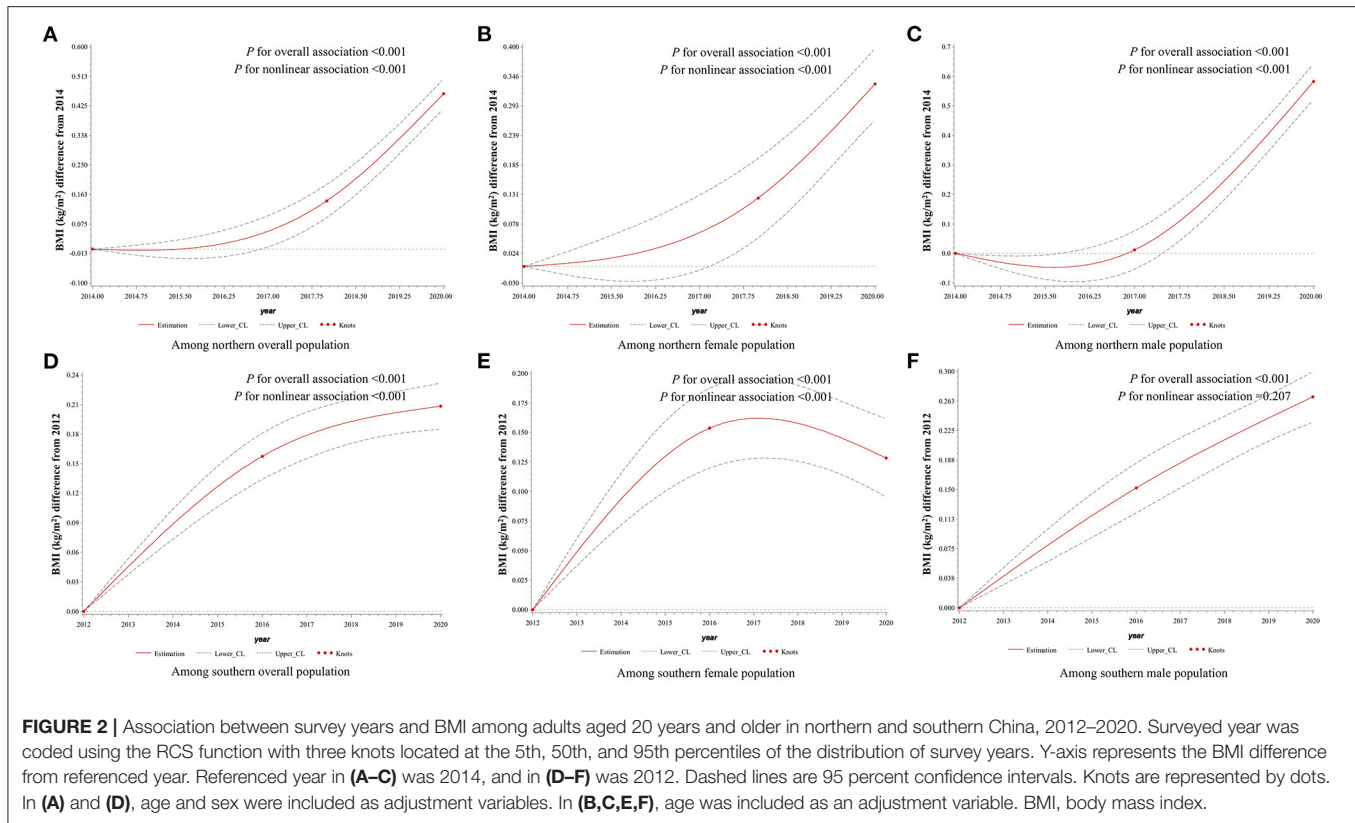 A
P for overall association <0.001
P for nonlinear association <0.001
BMI (kg/m²) difference from 2014
0.600
0.513
0.425
0.338
0.250
0.163
0.075
-0.013
-0.100
2014.00 2014.75 2015.50 2016.25 2017.00 2017.75 2018.50 2019.25 2020.00
year
Estimation Lower_CL Upper_CL Knots
Among northern overall population
B
P for overall association <0.001
P for nonlinear association <0.001
BMI (kg/m²) difference from 2014
0.400
0.346
0.293
0.239
0.185
0.131
0.078
0.024
-0.030
2014.00 2014.75 2015.50 2016.25 2017.00 2017.75 2018.50 2019.25 2020.00
year
Estimation Lower_CL Upper_CL Knots
Among northern female population
C
P for overall association <0.001
P for nonlinear association <0.001
BMI (kg/m²) difference from 2014
0.7
0.6
0.5
0.4
0.3
0.2
0.1
0.0
-0.1
2014.00 2014.75 2015.50 2016.25 2017.00 2017.75 2018.50 2019.25 2020.00
year
Estimation Lower_CL Upper_CL Knots
Among northern male population
D
P for overall association <0.001
P for nonlinear association <0.001
BMI (kg/m²) difference from 2012
0.24
0.21
0.18
0.15
0.12
0.09
0.06
0.03
0.00
2012 2013 2014 2015 2016 2017 2018 2019 2020
year
Estimation Lower_CL Upper_CL Knots
Among southern overall population
E
P for overall association <0.001
P for nonlinear association <0.001
BMI (kg/m²) difference from 2012
0.200
0.175
0.150
0.125
0.100
0.075
0.050
0.025
0.000
2012 2013 2014 2015 2016 2017 2018 2019 2020
year
Estimation Lower_CL Upper_CL Knots
Among southern female population
F
P for overall association <0.001
P for nonlinear association =0.207
BMI (kg/m²) difference from 2012
0.300
0.263
0.225
0.188
0.150
0.113
0.075
0.038
0.000
2012 2013 2014 2015 2016 2017 2018 2019 2020
year
Estimation Lower_CL Upper_CL Knots
Among southern male population
FIGURE 2 | Association between survey years and BMI among adults aged 20 years and older in northern and southern China, 2012–2020. Surveyed year was
coded using the RCS function with three knots located at the 5th, 50th, and 95th percentiles of the distribution of survey years. Y-axis represents the BMI difference
from referenced year. Referenced year in (A–C) was 2014, and in (D–F) was 2012. Dashed lines are 95 percent confidence intervals. Knots are represented by dots.
In (A) and (D), age and sex were included as adjustment variables. In (B,C,E,F), age was included as an adjustment variable. BMI, body mass index.